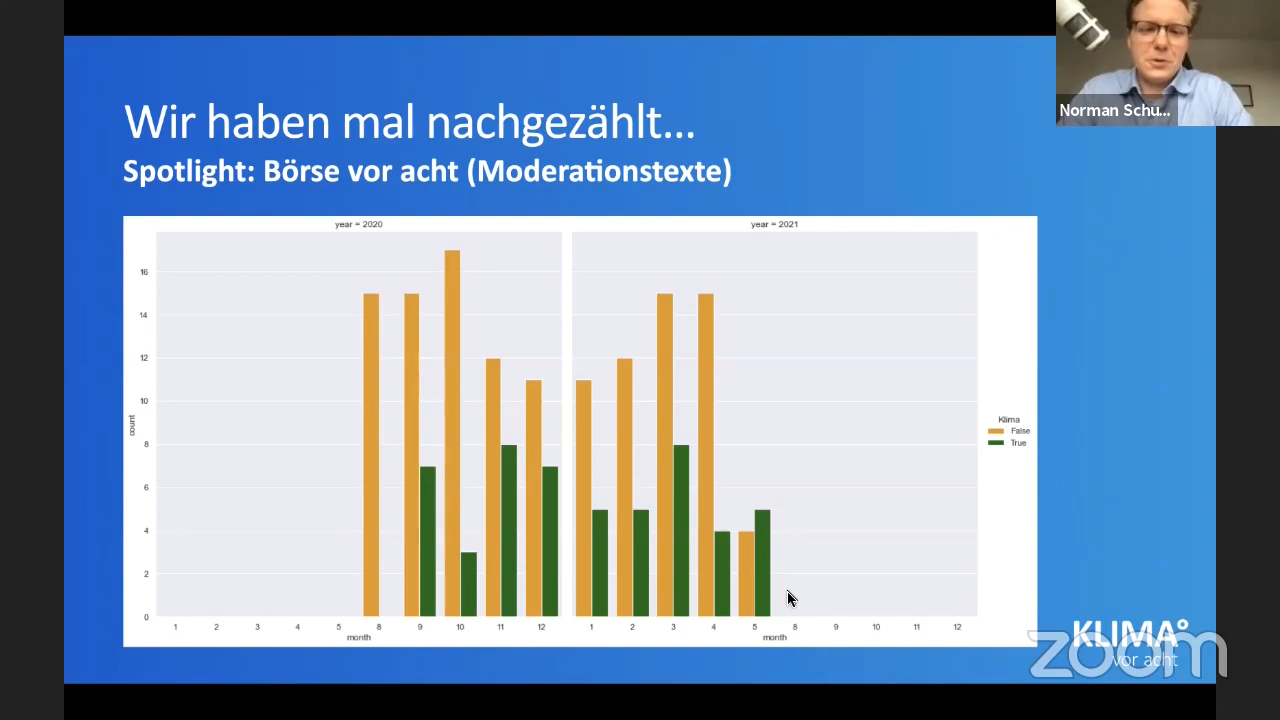 Norman Schu...
Wir haben mal nachgezählt...
Spotlight: Börse vor acht (Moderationstexte)
year = 2020
year = 2021
16
14
12
10
8
6
4
2
0
count
1 2 3 4 5 8 9 10 11 12
month
1 2 3 4 5 8 9 10 11 12
month
Klima
False
True
KLIMA°
vor acht
zoom